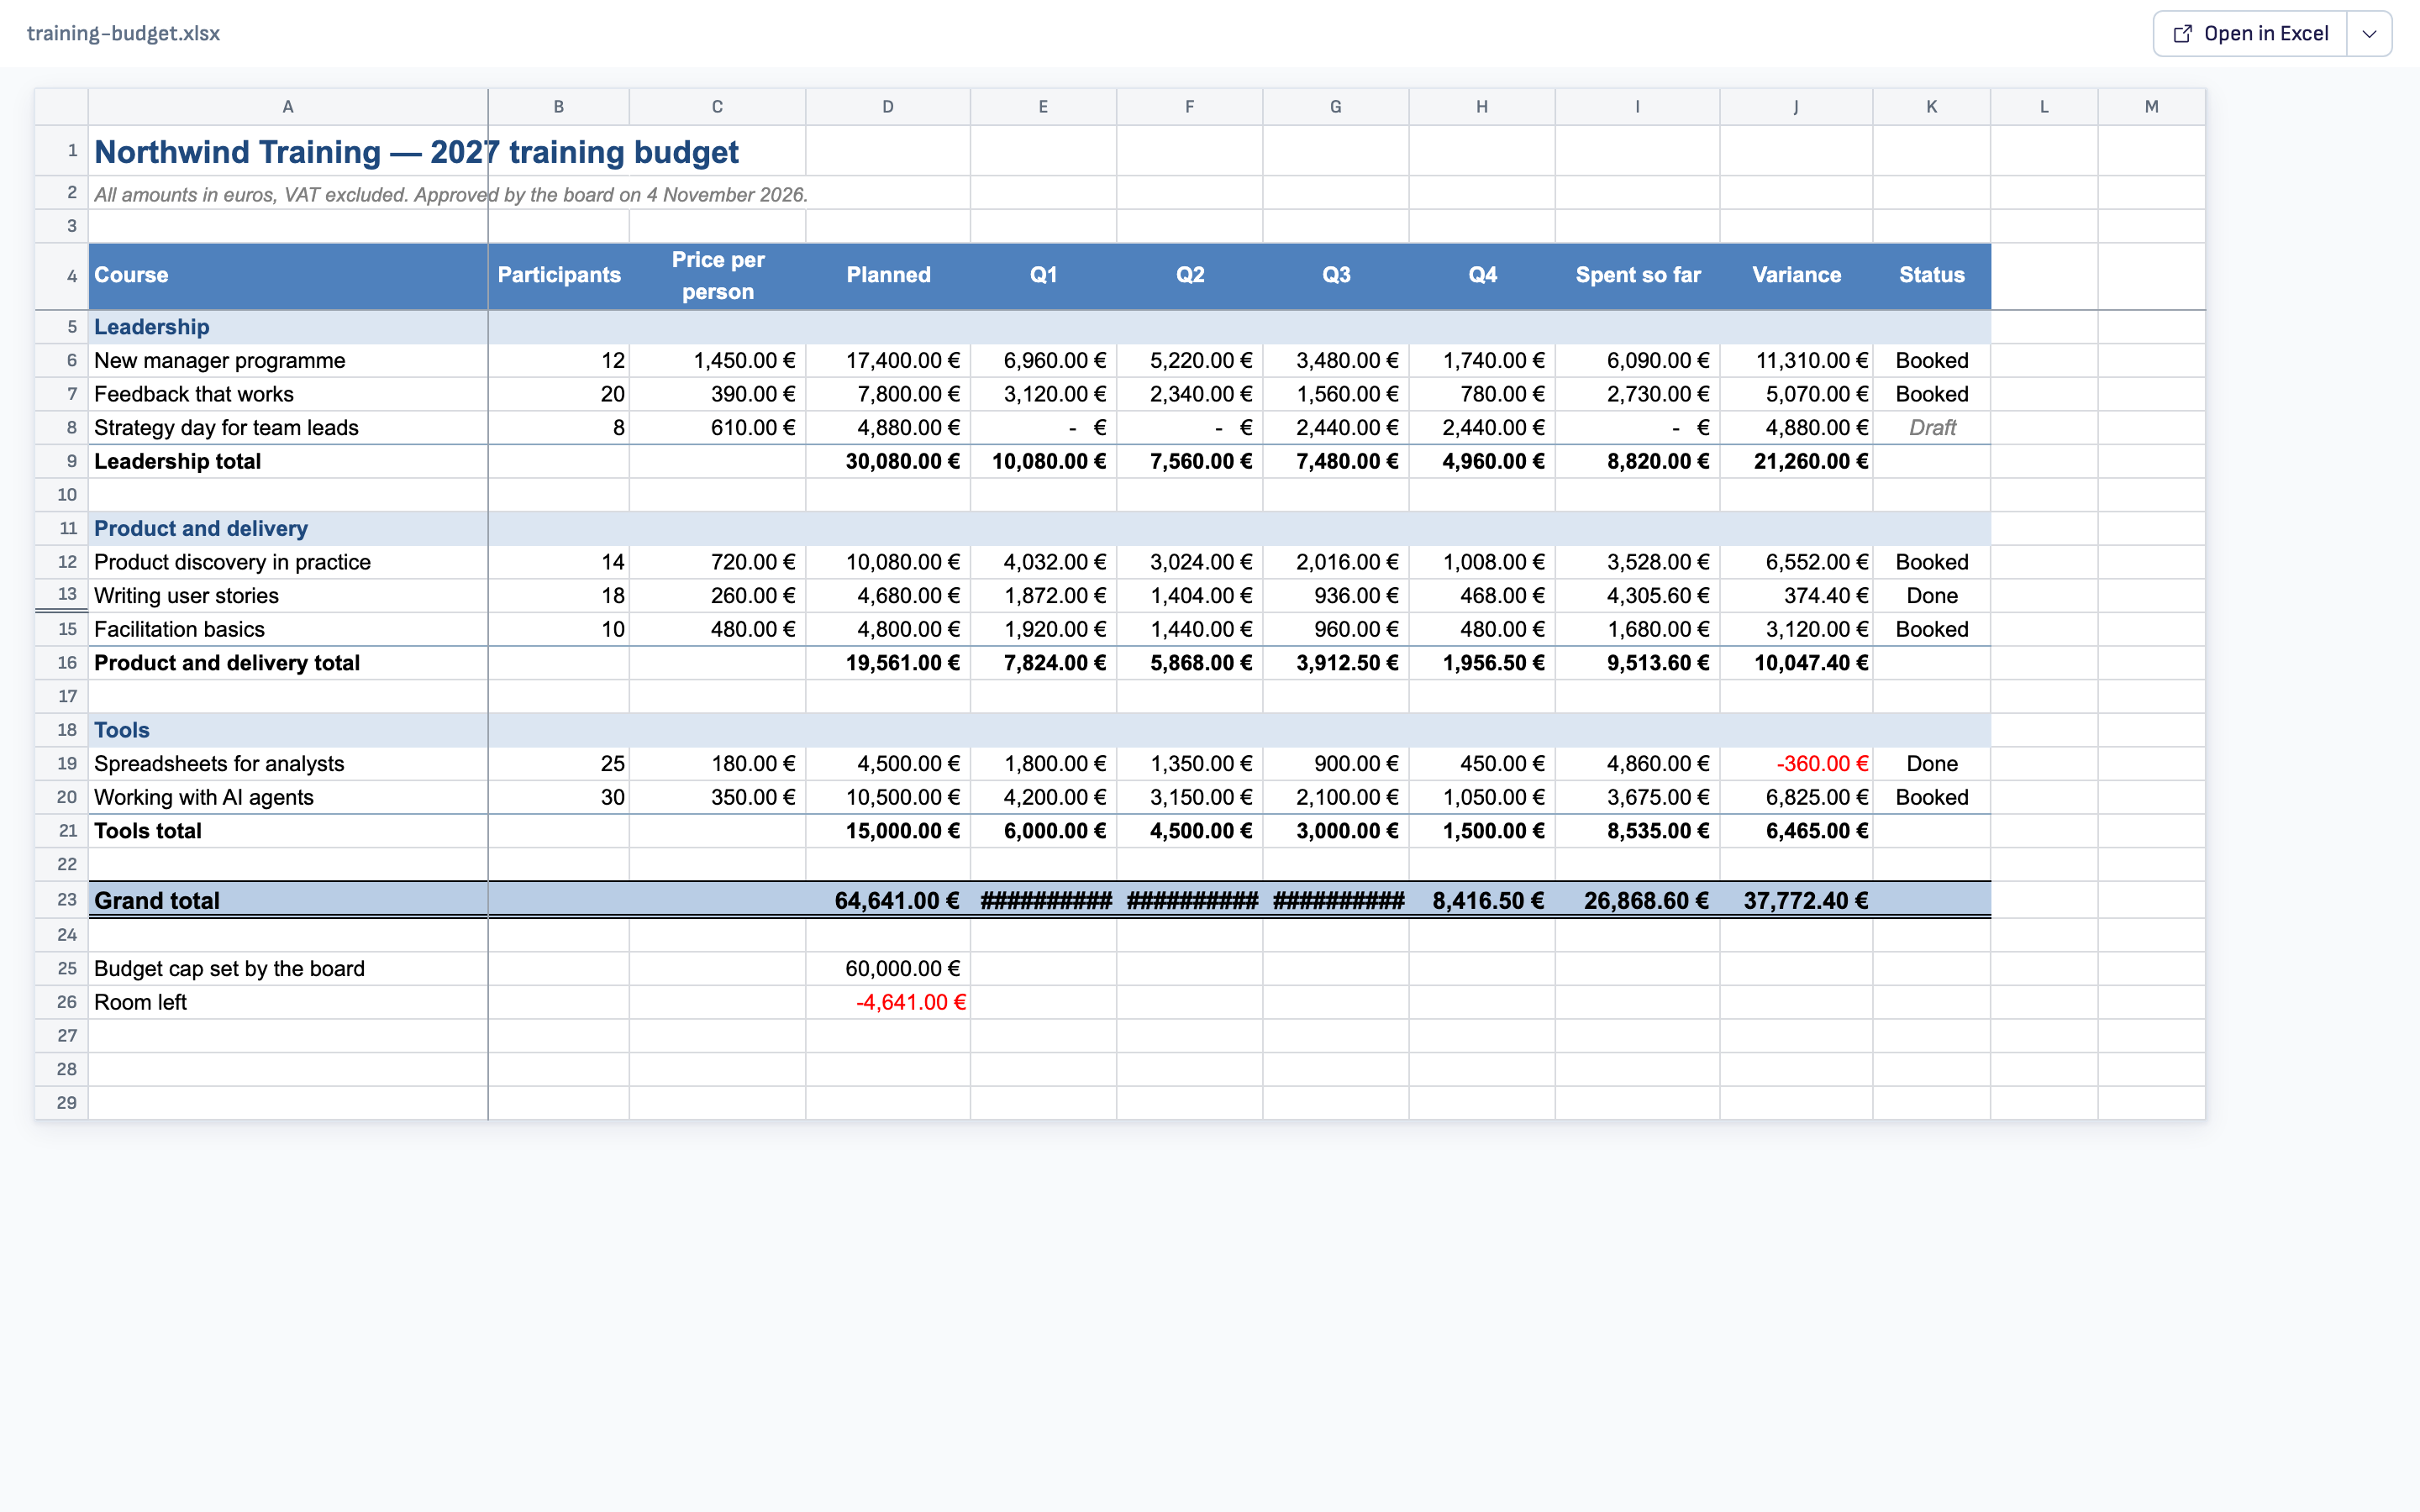 training-budget.xlsx
Open in Excel
A B C D E F G H I J K L M
1 Northwind Training — 2027 training budget
2 All amounts in euros, VAT excluded. Approved by the board on 4 November 2026.
3
4 Course Participants Price per person Planned Q1 Q2 Q3 Q4 Spent so far Variance Status
5 Leadership
6 New manager programme 12 1,450.00 € 17,400.00 € 6,960.00 € 5,220.00 € 3,480.00 € 1,740.00 € 6,090.00 € 11,310.00 € Booked
7 Feedback that works 20 390.00 € 7,800.00 € 3,120.00 € 2,340.00 € 1,560.00 € 780.00 € 2,730.00 € 5,070.00 € Booked
8 Strategy day for team leads 8 610.00 € 4,880.00 € - € - € 2,440.00 € 2,440.00 € - € 4,880.00 € Draft
9 Leadership total 30,080.00 € 10,080.00 € 7,560.00 € 7,480.00 € 4,960.00 € 8,820.00 € 21,260.00 €
10
11 Product and delivery
12 Product discovery in practice 14 720.00 € 10,080.00 € 4,032.00 € 3,024.00 € 2,016.00 € 1,008.00 € 3,528.00 € 6,552.00 € Booked
13 Writing user stories 18 260.00 € 4,680.00 € 1,872.00 € 1,404.00 € 936.00 € 468.00 € 4,305.60 € 374.40 € Done
15 Facilitation basics 10 480.00 € 4,800.00 € 1,920.00 € 1,440.00 € 960.00 € 480.00 € 1,680.00 € 3,120.00 € Booked
16 Product and delivery total 19,561.00 € 7,824.00 € 5,868.00 € 3,912.50 € 1,956.50 € 9,513.60 € 10,047.40 €
17
18 Tools
19 Spreadsheets for analysts 25 180.00 € 4,500.00 € 1,800.00 € 1,350.00 € 900.00 € 450.00 € 4,860.00 € -360.00 € Done
20 Working with AI agents 30 350.00 € 10,500.00 € 4,200.00 € 3,150.00 € 2,100.00 € 1,050.00 € 3,675.00 € 6,825.00 € Booked
21 Tools total 15,000.00 € 6,000.00 € 4,500.00 € 3,000.00 € 1,500.00 € 8,535.00 € 6,465.00 €
22
23 Grand total 64,641.00 € ########## ########## ########## 8,416.50 € 26,868.60 € 37,772.40 €
24
25 Budget cap set by the board 60,000.00 €
26 Room left -4,641.00 €
27
28
29